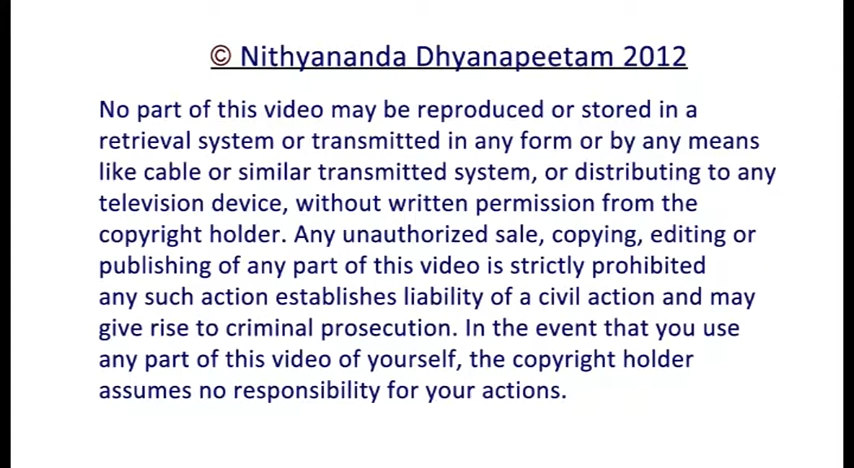 © Nithyananda Dhyanapeetam 2012
No part of this video may be reproduced or stored in a
retrieval system or transmitted in any form or by any means
like cable or similar transmitted system, or distributing to any
television device, without written permission from the
copyright holder. Any unauthorized sale, copying, editing or
publishing of any part of this video is strictly prohibited
any such action establishes liability of a civil action and may
give rise to criminal prosecution. In the event that you use
any part of this video of yourself, the copyright holder
assumes no responsibility for your actions.